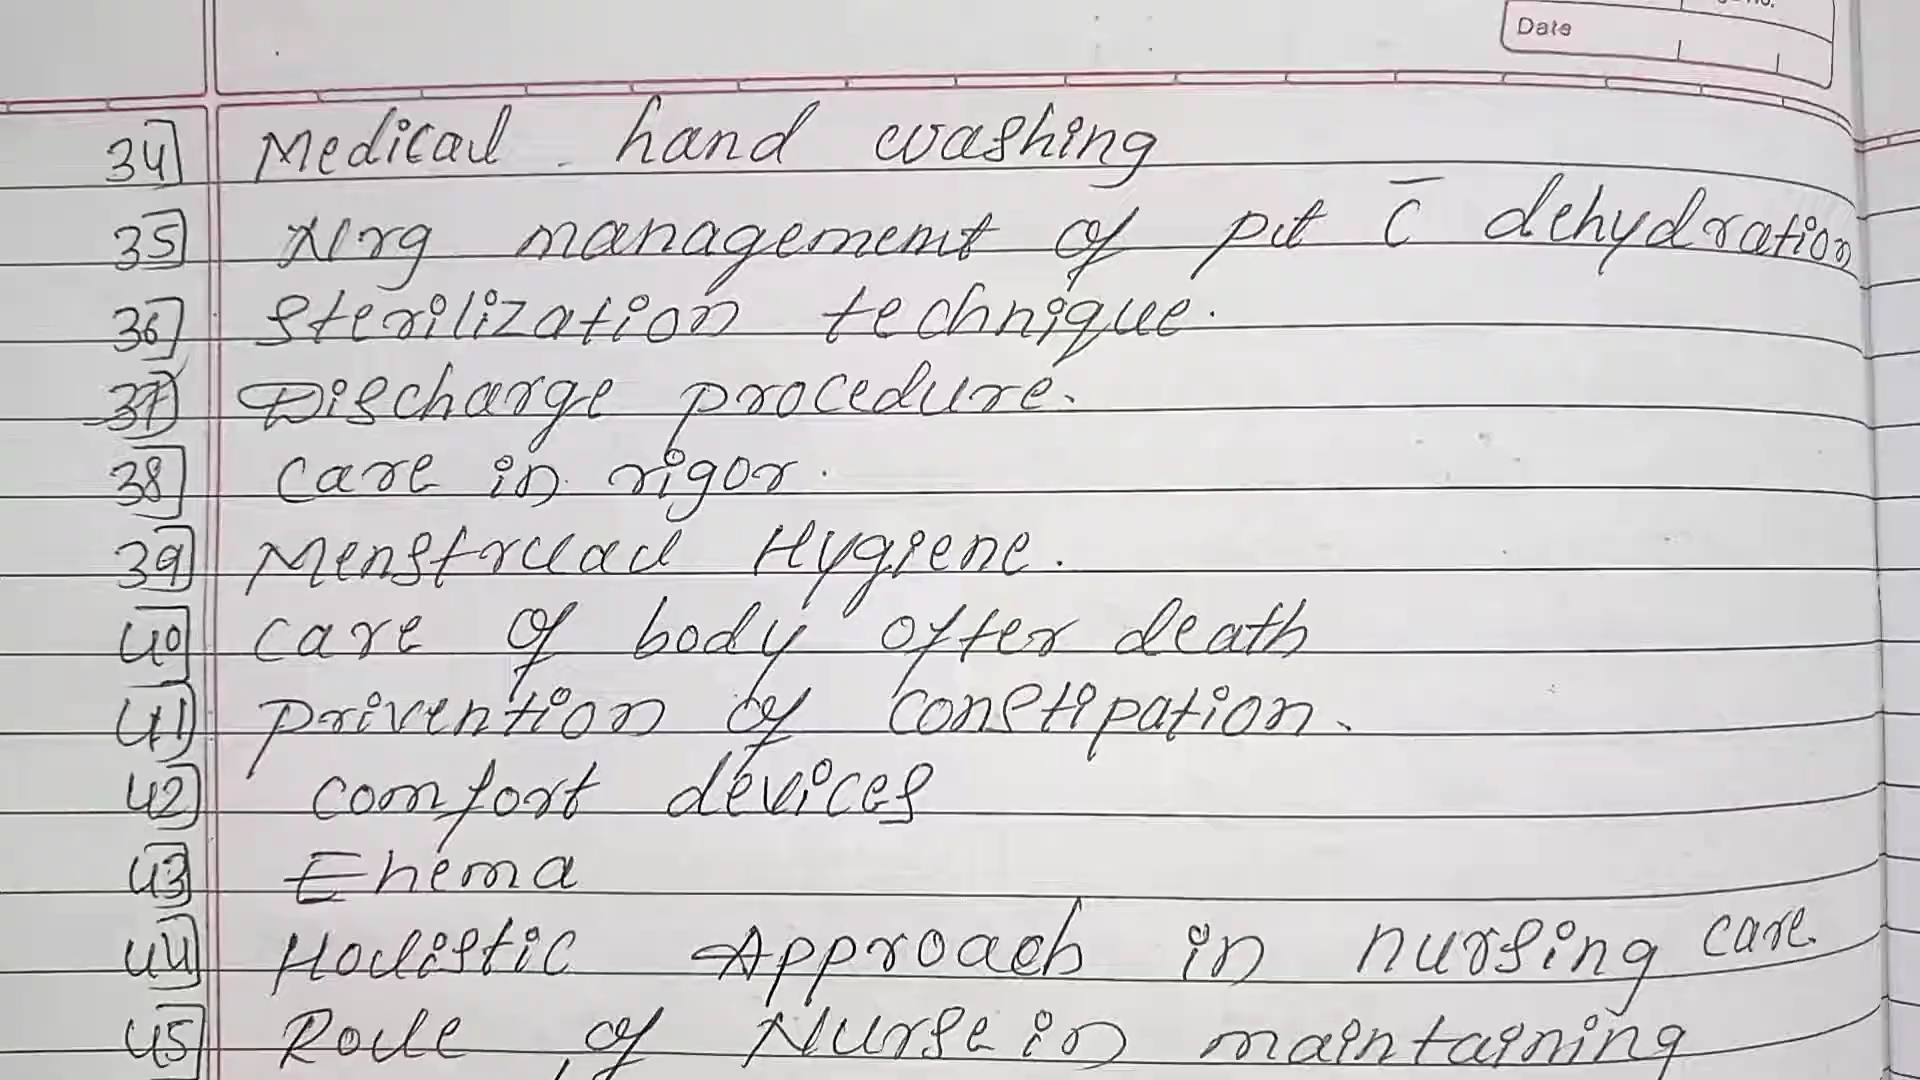 Date
34] Medical hand washing
35] Nrg management of pit c̄ dehydration
36] Sterilization technique.
37] Discharge procedure.
38] Care in rigor.
39] Menstrual Hygiene.
40] Care of body after death
41] Privention of Constipation.
42] Comfort devices
43] Enema
44] Holistic Approach in nursing care.
45] Role of Nurse in maintaining